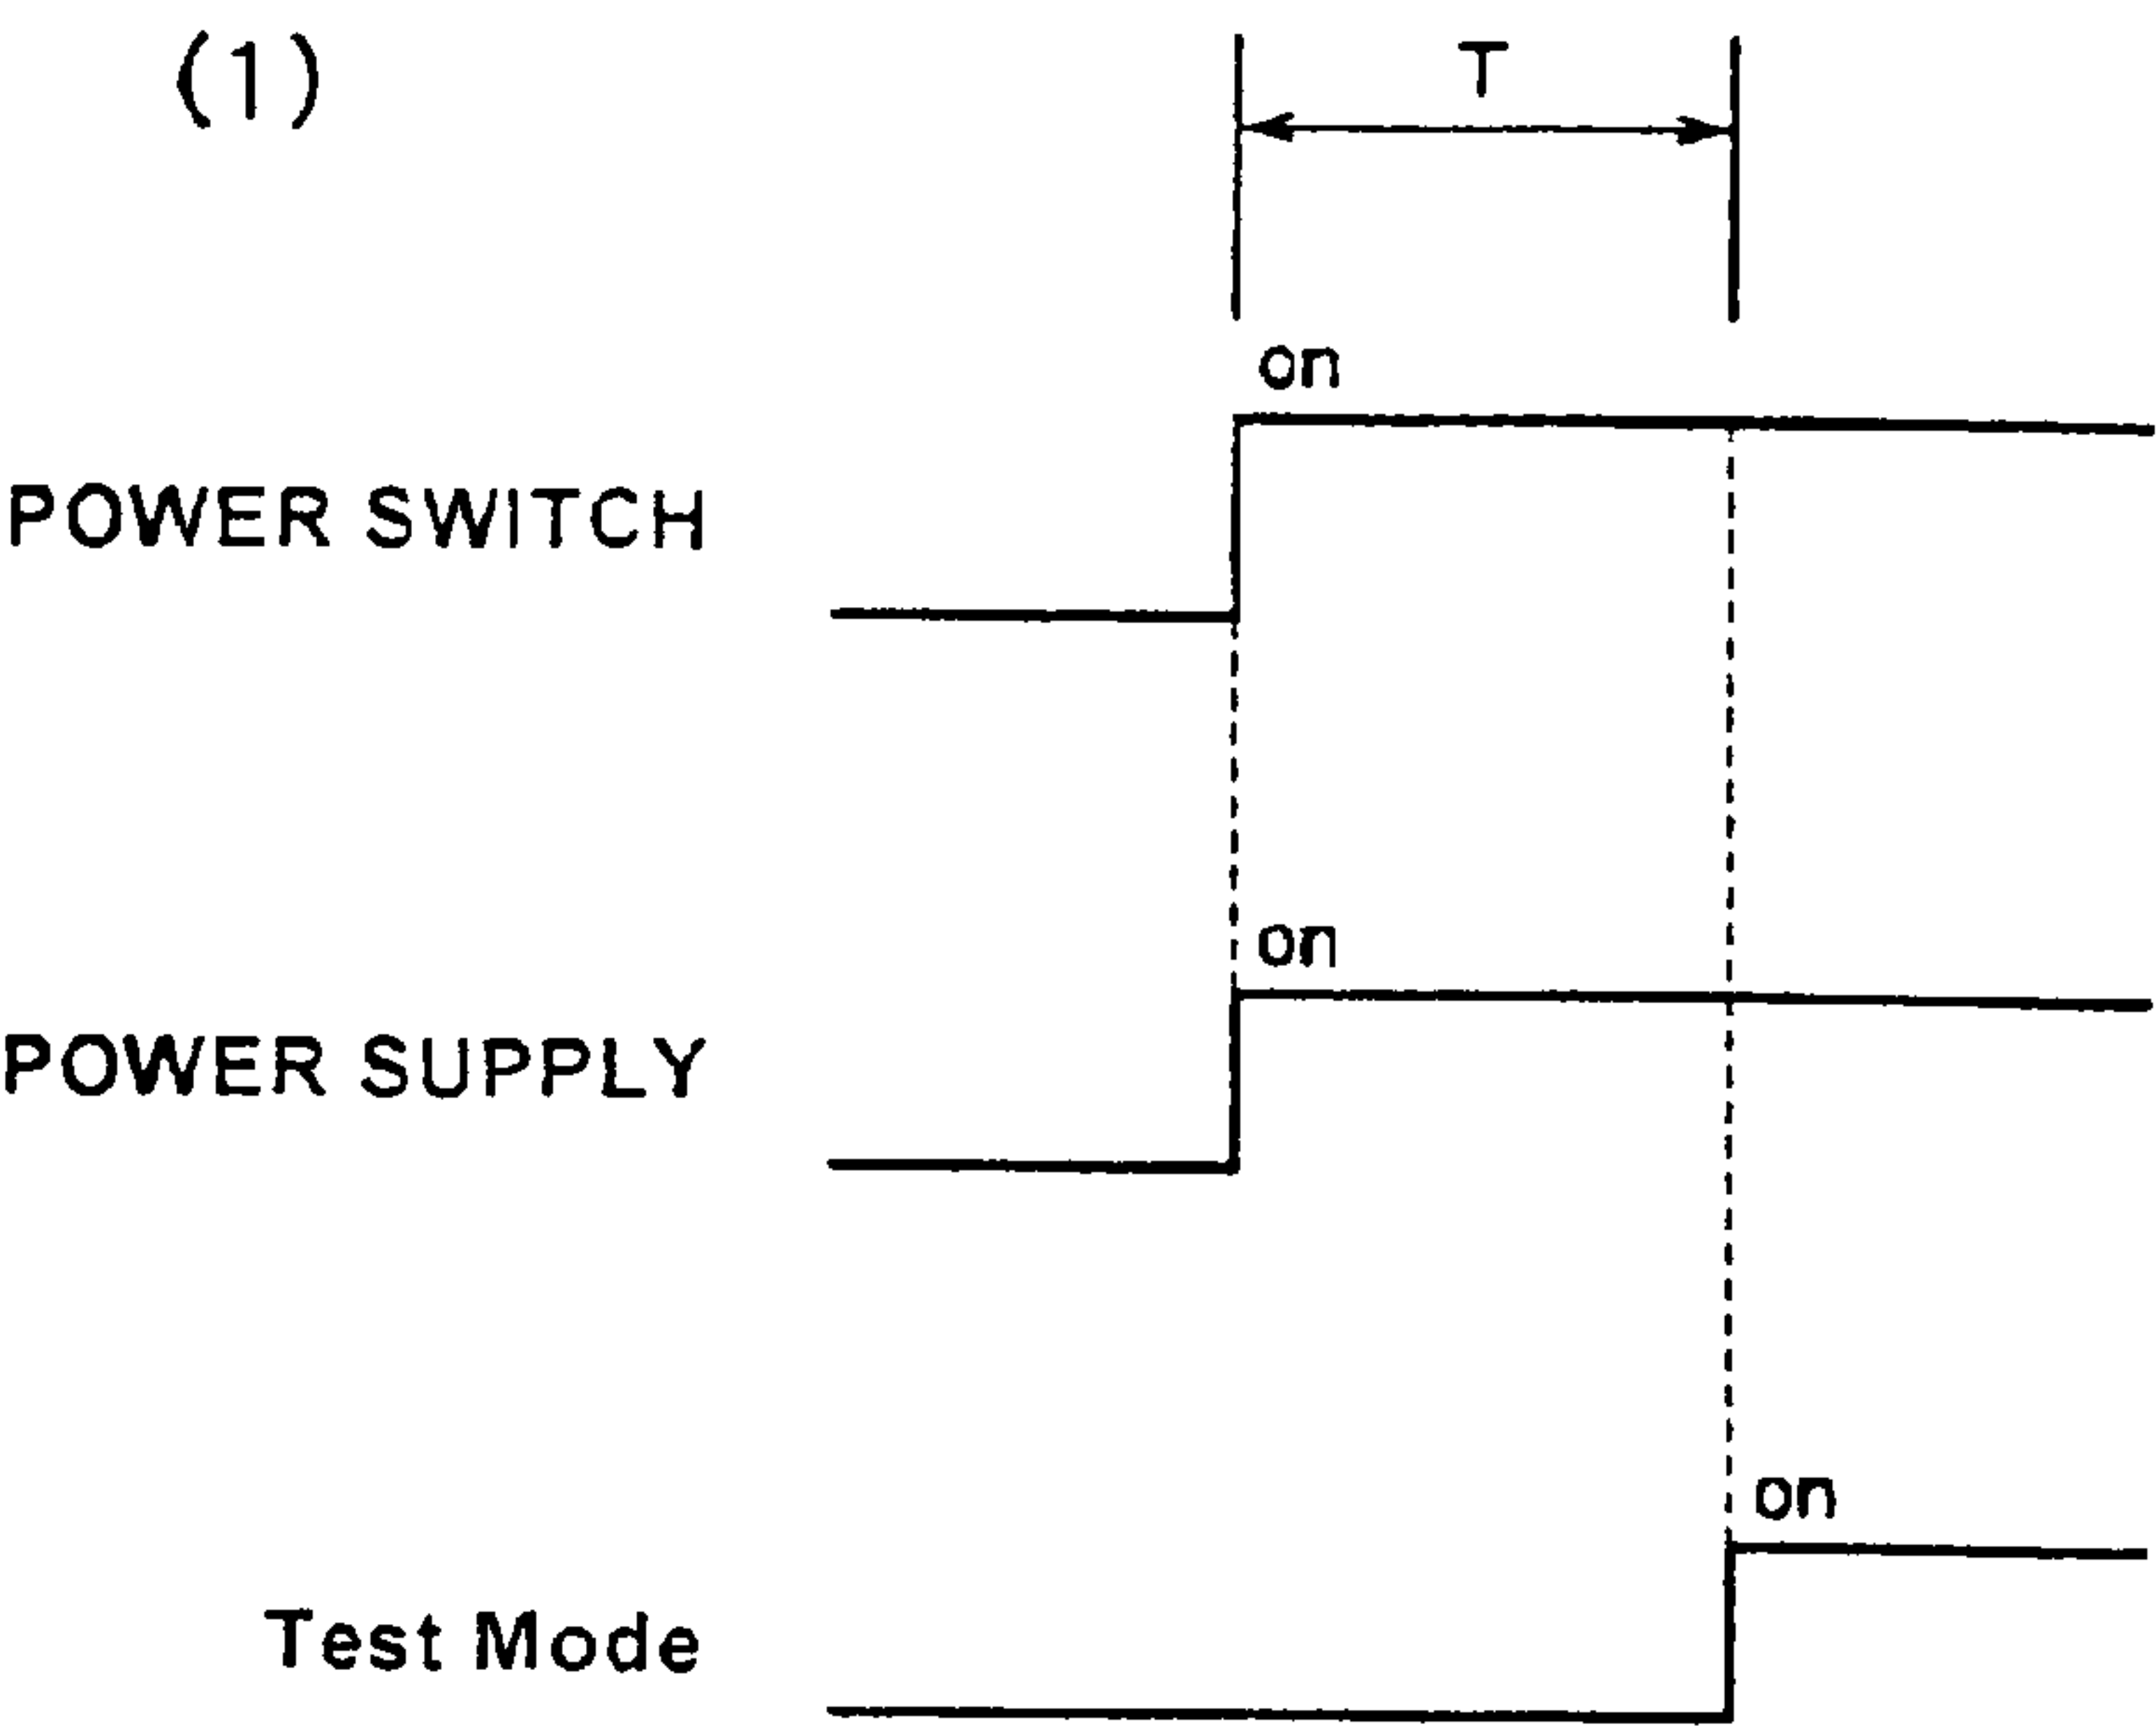 (1)
T
on
POWER SWITCH
on
POWER SUPPLY
on
Test Mode